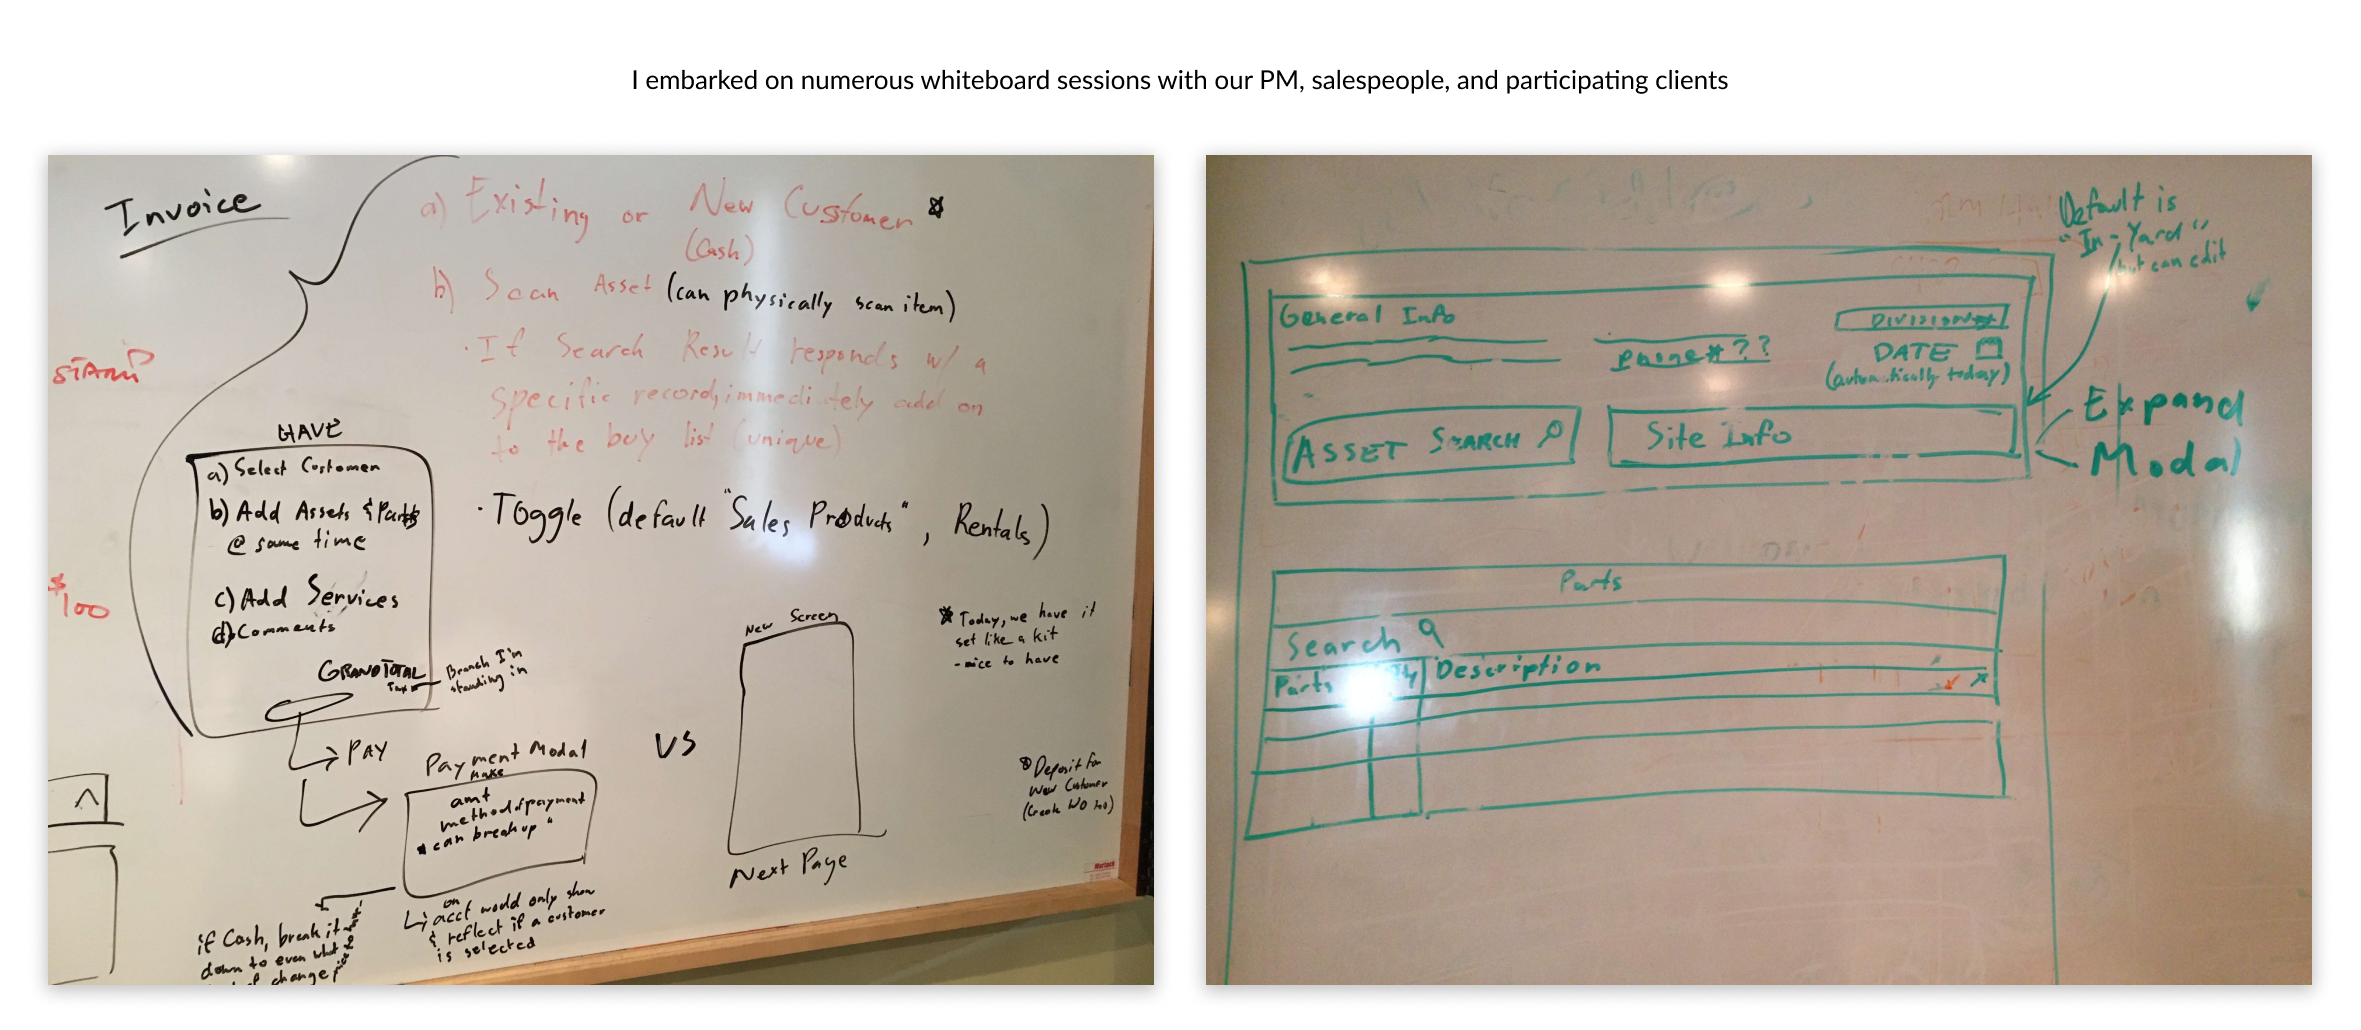 I embarked on numerous whiteboard sessions with our PM, salespeople, and participating clients
Invoice
a) Existing or New Customer
(Cash)
b) Scan Asset (can physically scan item)
· If Search Result responds w/ a
specific record, immediately add on
to the buy list (unique)
· Toggle (default "Sales Products", Rentals)
STAMP
$100
HAVE
a) Select Customer
b) Add Assets & Parts
@ same time
c) Add Services
d) Comments
GRAND TOTAL
Tax
Branch I'm
standing in
PAY
Payment Modal
make
amt
method of payment
* can breakup "
if Cash, break it
down to even what
of change
on
acct would only show
& reflect if a customer
is selected
VS
New Screen
Next Page
* Today, we have it
set like a kit
- nice to have
Deposit for
New Customer
(Create WO no)
Default is
"In-Yard"
but can edit
General Info
Phone # ??
DIVISION
DATE
(automatically today)
ASSET SEARCH
Site Info
Expand
Modal
Parts
Search
Parts
Description